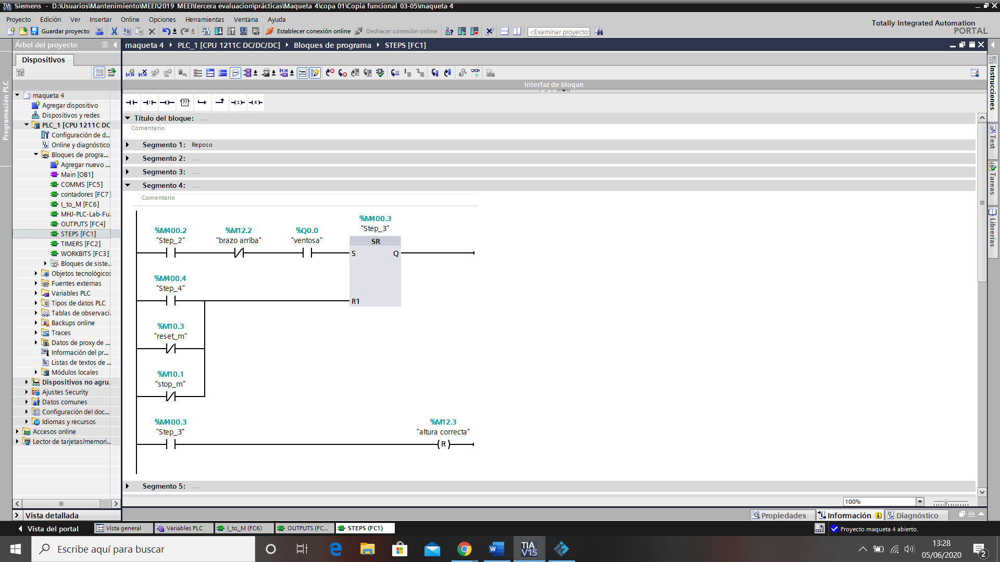 Siemens - D:\Usuarios\Mantenimiento\MEEI\2019 MEEI\tercera evaluacion\prácticas\Maqueta 4\copa 01\Copia funcional 03-05\maqueta 4
Proyecto Edición Ver Insertar Online Opciones Herramientas Ventana Ayuda
Totally Integrated Automation
PORTAL
Guardar proyecto
Establecer conexión online
Deshacer conexión online
<Examinar proyecto>
Árbol del proyecto
maqueta 4 PLC_1 [CPU 1211C DC/DC/DC] Bloques de programa STEPS [FC1]
Dispositivos
Programación PLC
maqueta 4
Agregar dispositivo
Dispositivos y redes
PLC_1 [CPU 1211C DC
Configuración de d...
Online y diagnóstico
Bloques de progra...
Agregar nuevo ...
Main [OB1]
COMMS [FC5]
contadores [FC7]
I_to_M [FC6]
MHJ-PLC-Lab-Fu.
OUTPUTS [FC4]
STEPS [FC1]
TIMERS [FC2]
WORKBITS [FC3]
Bloques de siste..
Objetos tecnológicos
Fuentes externas
Variables PLC
Tipos de datos PLC
Tablas de observaci.
Backups online
Traces
Datos de proxy de ...
Información del pr...
Listas de textos de ..
Módulos locales
Dispositivos no agru.
Ajustes Security
Datos comunes
Configuración del doc...
Idiomas y recursos
Accesos online
Lector de tarjetas/memori...
Vista detallada
Interfaz de bloque
Título del bloque: .....
Comentario
Segmento 1: Reposo
Segmento 2: .....
Segmento 3: .....
Segmento 4: .....
Comentario
%M400.3
"Step_3"
%M400.2 %M12.2 %Q0.0
"Step_2" "brazo arriba" "ventosa"
SR
S Q
%M400.4
"Step_4"
R1
%M10.3
"reset_m"
%M10.1
"stop_m"
%M400.3 %M12.3
"Step_3" "altura correcta"
R
Segmento 5: .....
100%
Instrucciones
Test
Tareas
Librerías
Propiedades Información Diagnóstico
Vista del portal
Vista general
Variables PLC
I_to_M (FC6)
OUTPUTS (FC...
STEPS (FC1)
Proyecto maqueta 4 abierto.
Escribe aquí para buscar
TIA
V15
13:28
05/06/2020
2